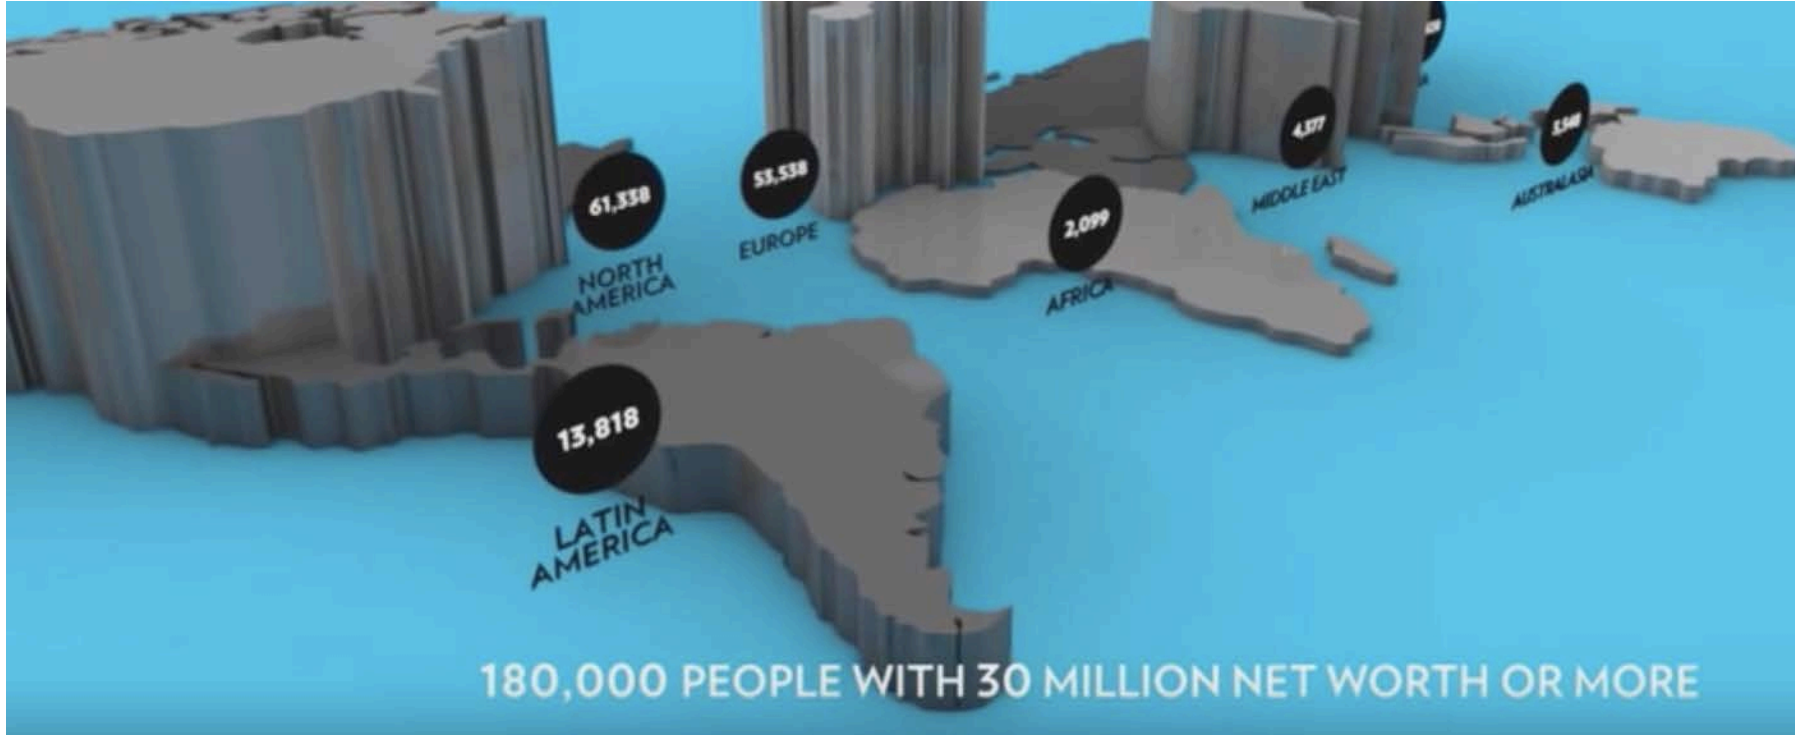 61,338
NORTH
AMERICA
53,538
EUROPE
2,099
AFRICA
4,377
MIDDLE EAST
AUSTRALASIA
13,818
LATIN
AMERICA
180,000 PEOPLE WITH 30 MILLION NET WORTH OR MORE